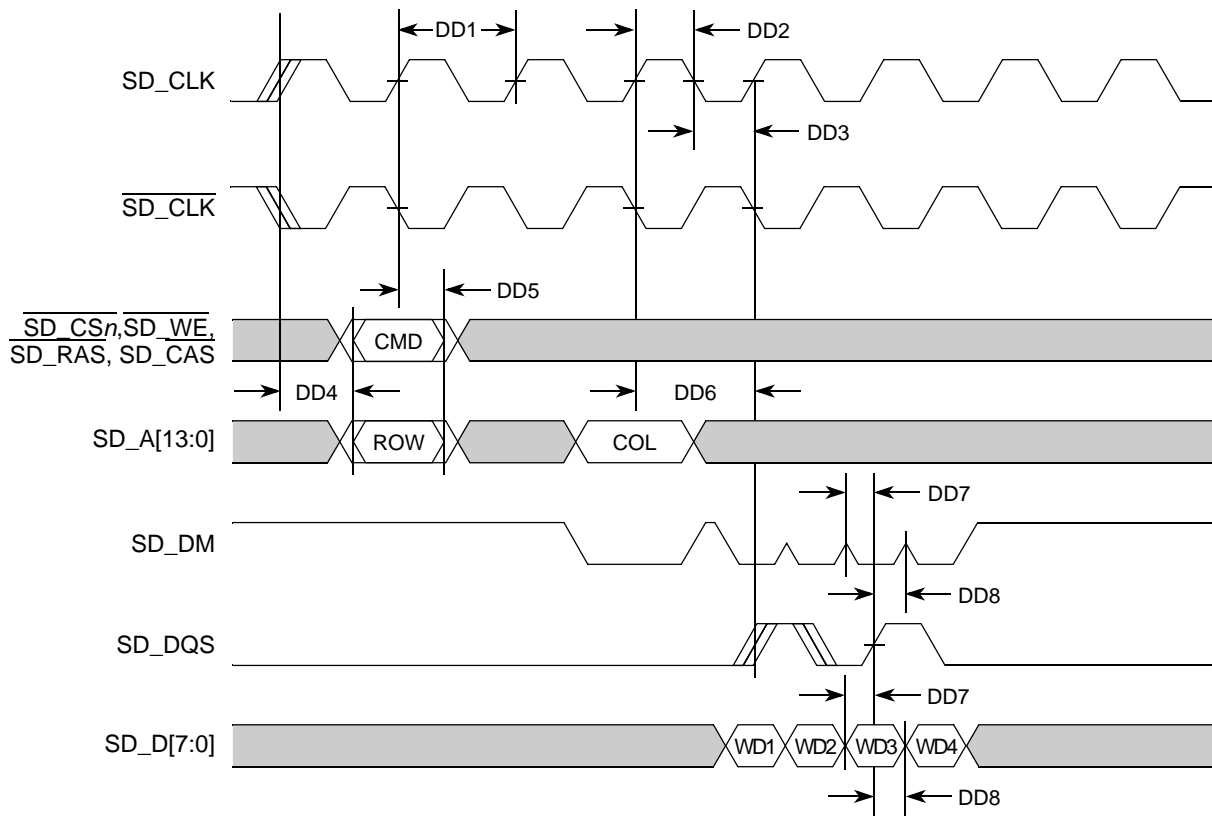 DD1
DD2
SD_CLK
DD3
SD_CLK
DD5
SD_CSn,SD_WE,
SD_RAS, SD_CAS
CMD
DD4
DD6
SD_A[13:0]
ROW
COL
DD7
SD_DM
DD8
SD_DQS
DD7
SD_D[7:0]
WD1
WD2
WD3
WD4
DD8